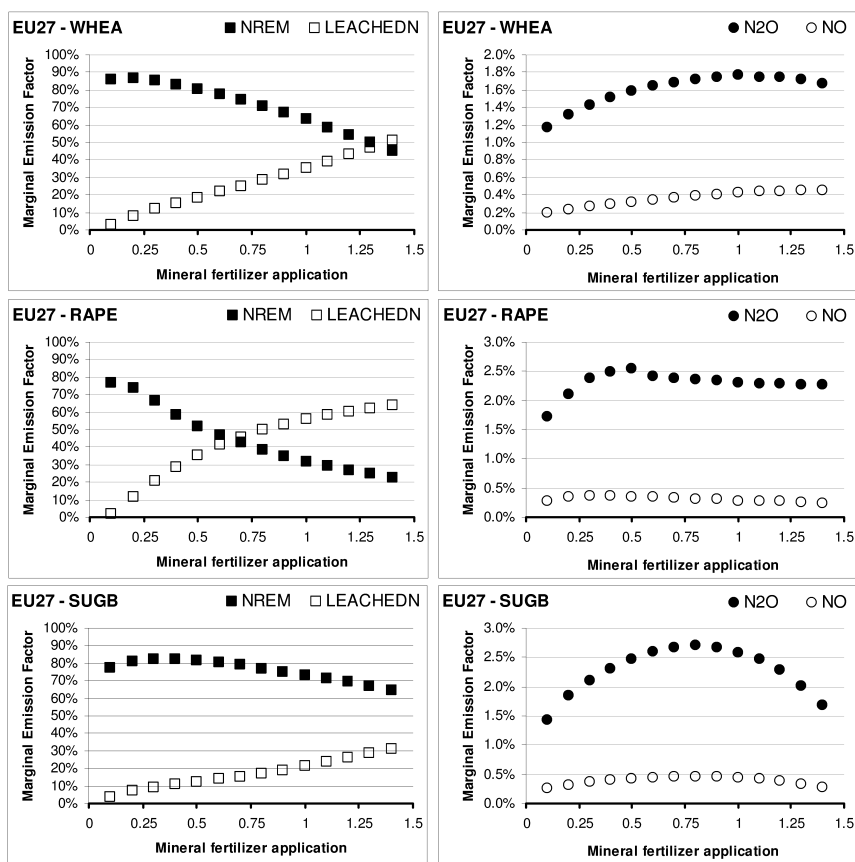 EU27 - WHEA ■ NREM □ LEACHEDN
Marginal Emission Factor
100%
90%
80%
70%
60%
50%
40%
30%
20%
10%
0%
0 0.25 0.5 0.75 1 1.25 1.5
Mineral fertilizer application
EU27 - WHEA ● N2O ○ NO
Marginal Emission Factor
2.0%
1.8%
1.6%
1.4%
1.2%
1.0%
0.8%
0.6%
0.4%
0.2%
0.0%
0 0.25 0.5 0.75 1 1.25 1.5
Mineral fertilizer application
EU27 - RAPE ■ NREM □ LEACHEDN
Marginal Emission Factor
100%
90%
80%
70%
60%
50%
40%
30%
20%
10%
0%
0 0.25 0.5 0.75 1 1.25 1.5
Mineral fertilizer application
EU27 - RAPE ● N2O ○ NO
Marginal Emission Factor
3.0%
2.5%
2.0%
1.5%
1.0%
0.5%
0.0%
0 0.25 0.5 0.75 1 1.25 1.5
Mineral fertilizer application
EU27 - SUGB ■ NREM □ LEACHEDN
Marginal Emission Factor
100%
90%
80%
70%
60%
50%
40%
30%
20%
10%
0%
0 0.25 0.5 0.75 1 1.25 1.5
Mineral fertilizer application
EU27 - SUGB ● N2O ○ NO
Marginal Emission Factor
3.0%
2.5%
2.0%
1.5%
1.0%
0.5%
0.0%
0 0.25 0.5 0.75 1 1.25 1.5
Mineral fertilizer application